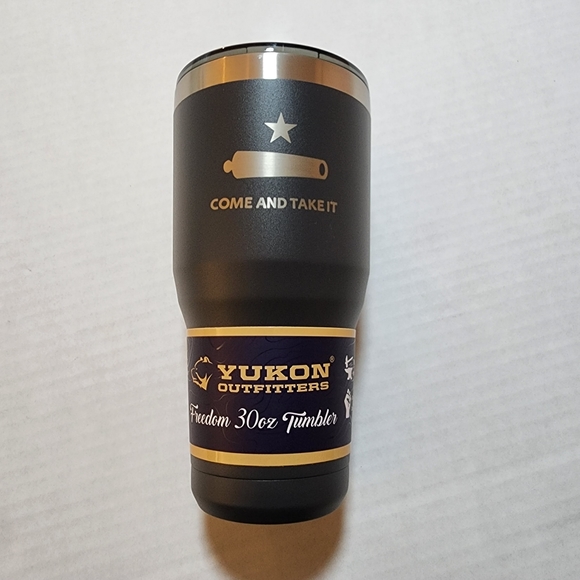 COME AND TAKE IT
YUKON®
OUTFITTERS
Freedom 30oz Tumbler